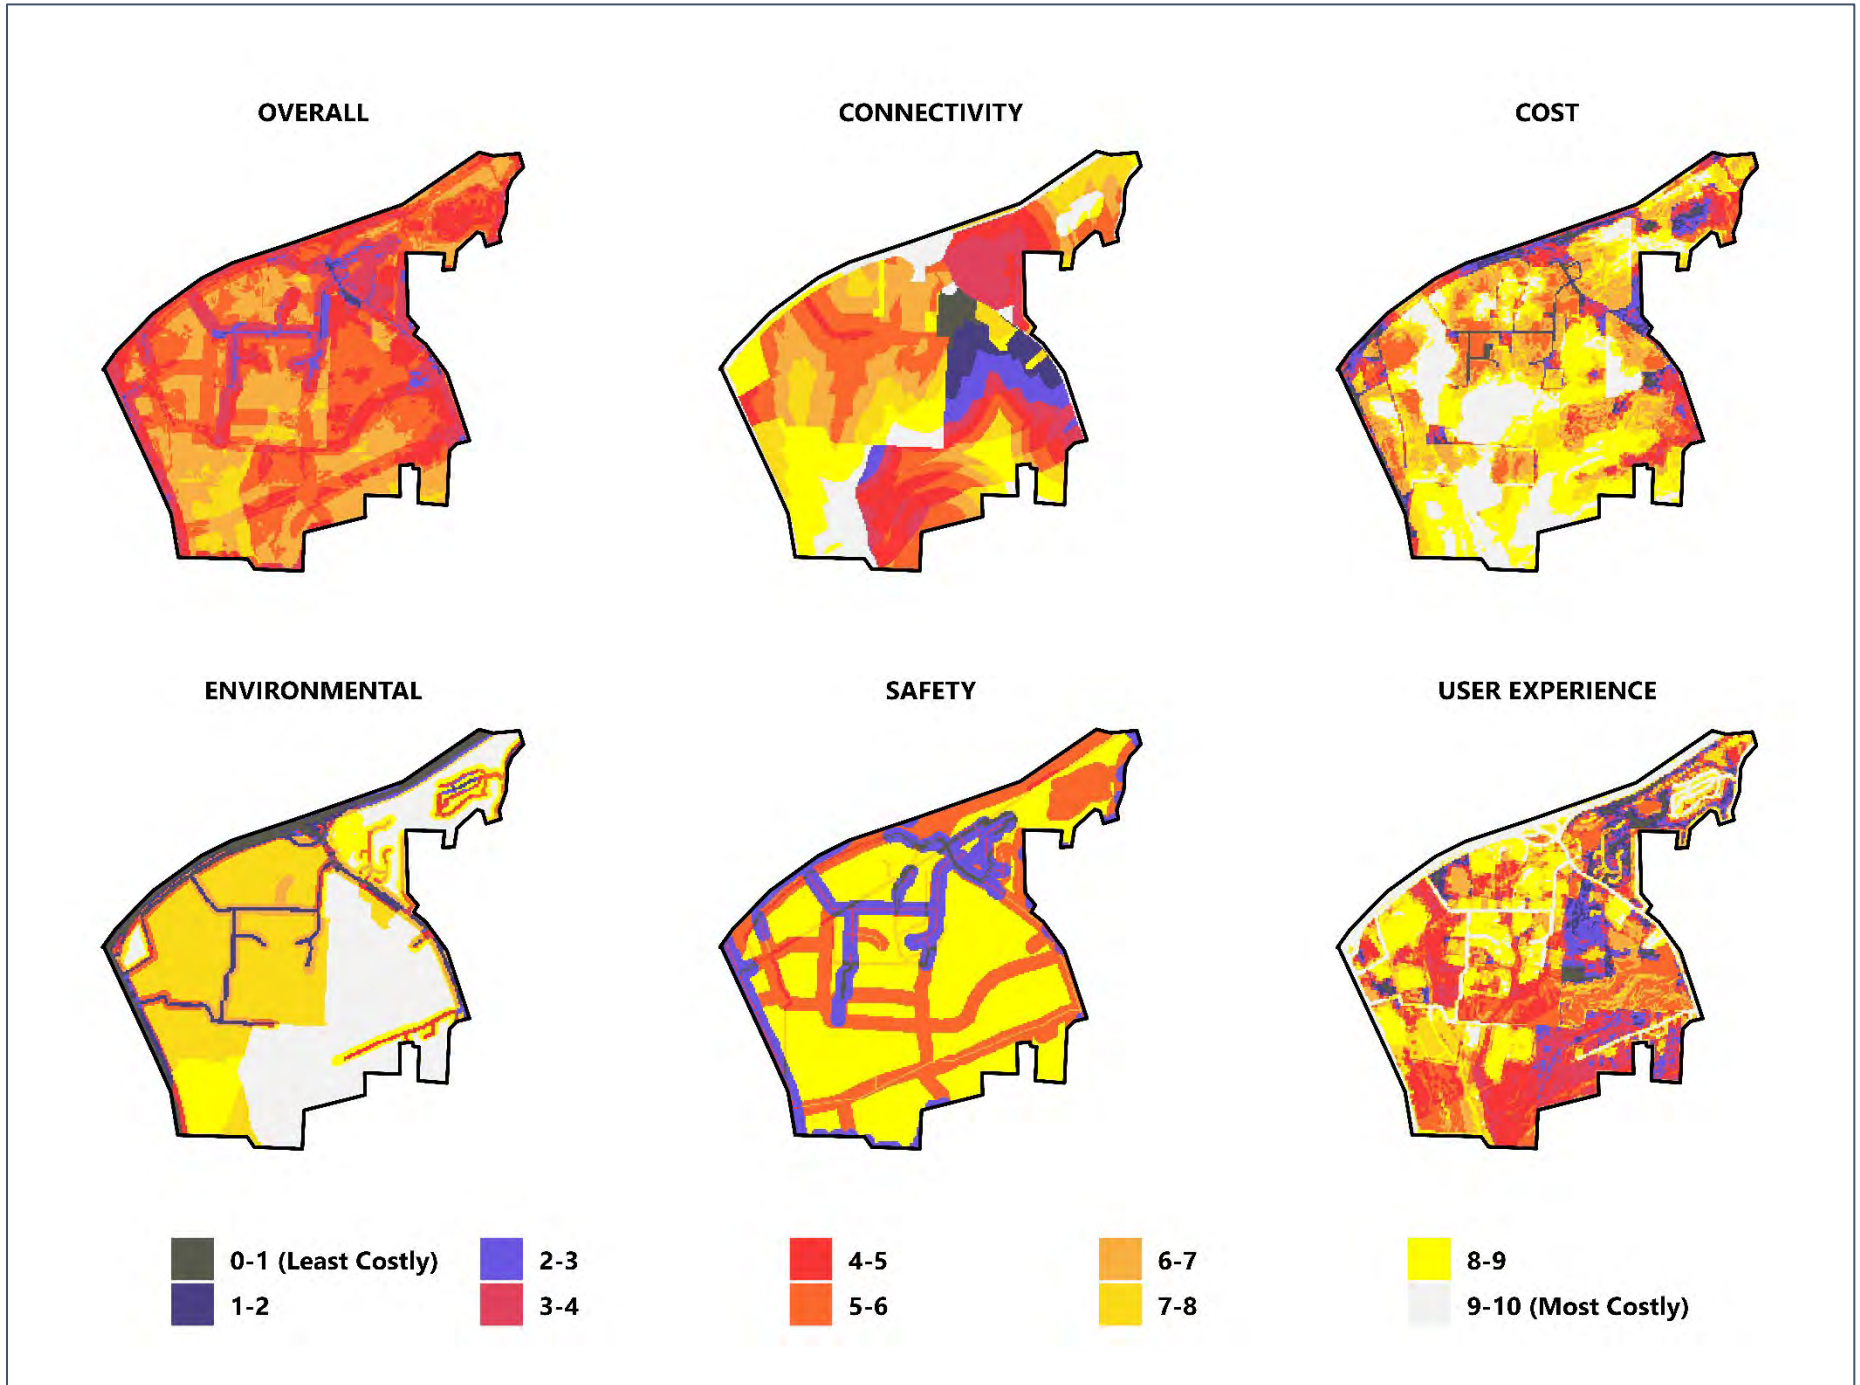 OVERALL
CONNECTIVITY
COST
ENVIRONMENTAL
SAFETY
USER EXPERIENCE
0-1 (Least Costly)
2-3
4-5
6-7
8-9
1-2
3-4
5-6
7-8
9-10 (Most Costly)